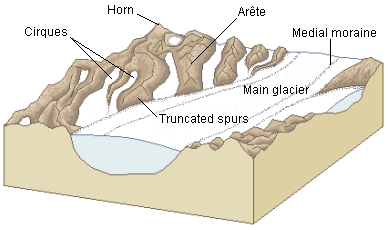 Horn
Arête
Cirques
Medial moraine
Main glacier
Truncated spurs